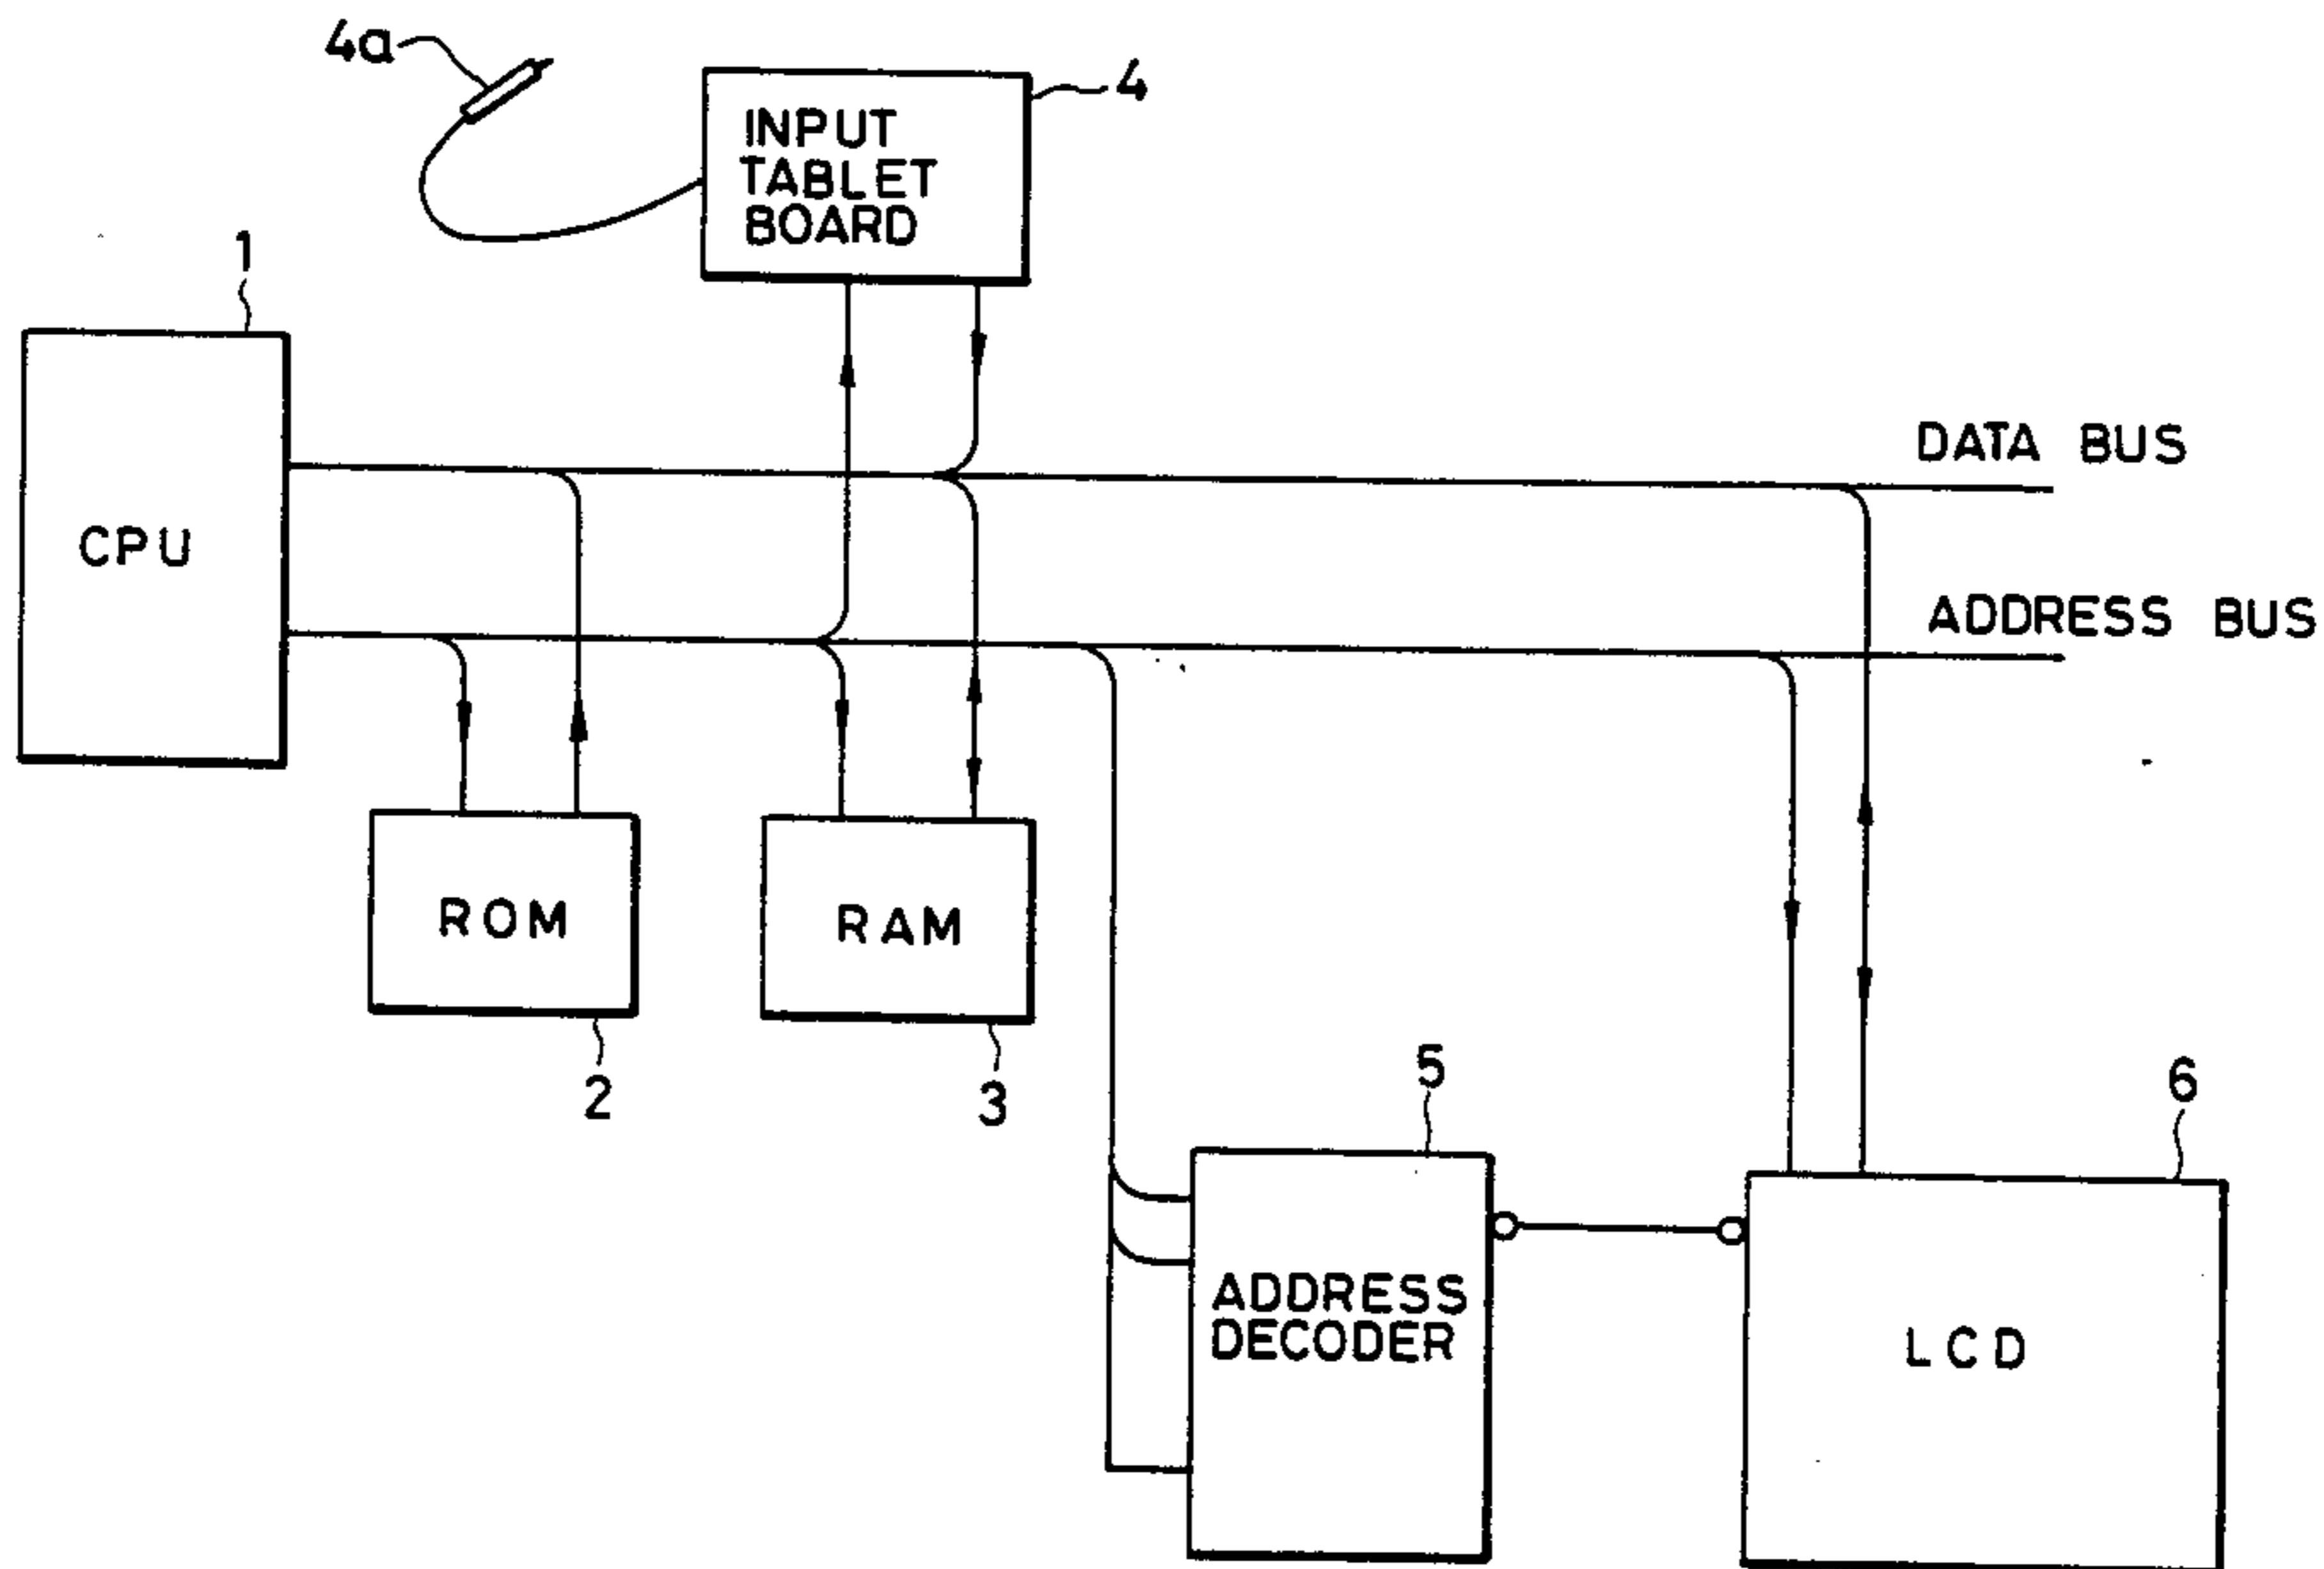 4a
4
INPUT
TABLET
BOARD
1
DATA BUS
CPU
ADDRESS BUS
ROM
RAM
2
3
5
6
ADDRESS
DECODER
LCD